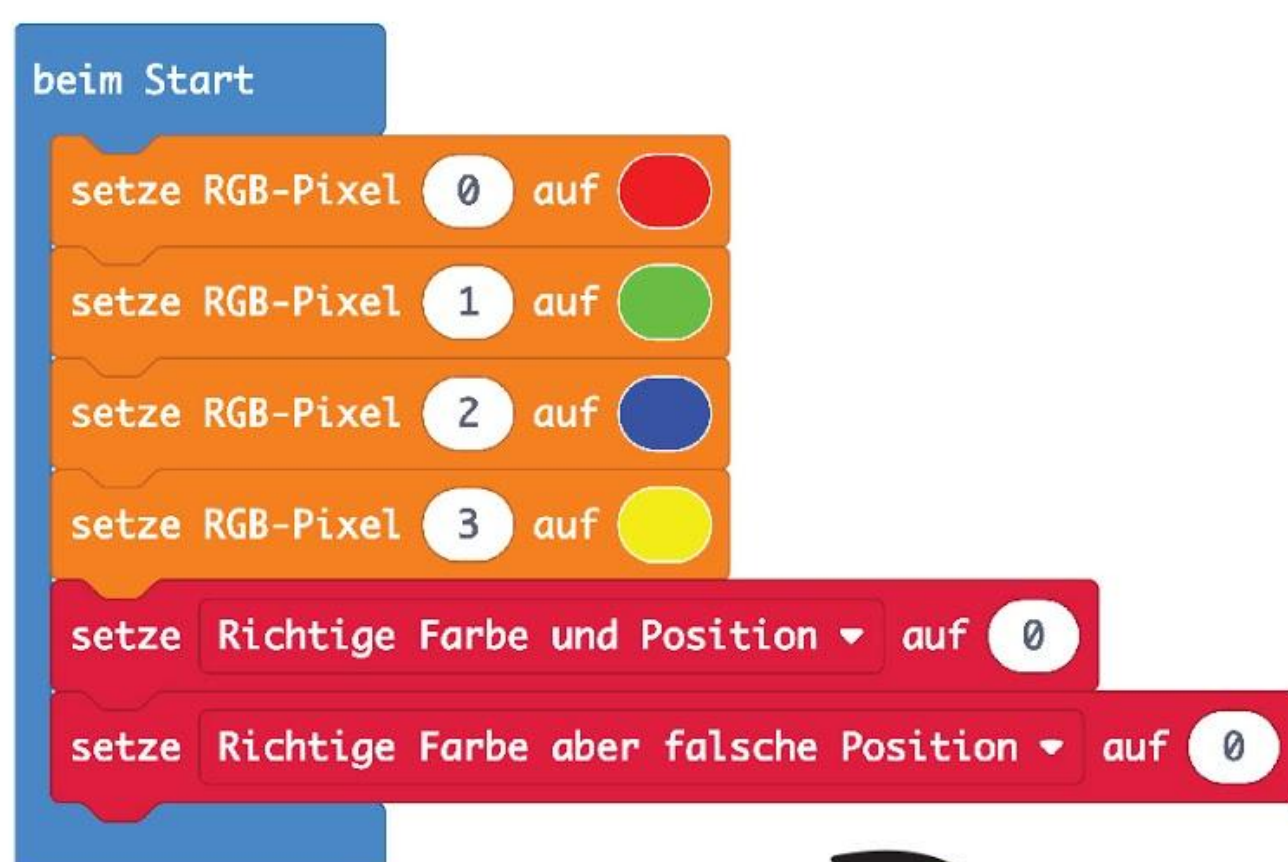 beim Start
setze RGB-Pixel 0 auf
setze RGB-Pixel 1 auf
setze RGB-Pixel 2 auf
setze RGB-Pixel 3 auf
setze Richtige Farbe und Position auf 0
setze Richtige Farbe aber falsche Position auf 0